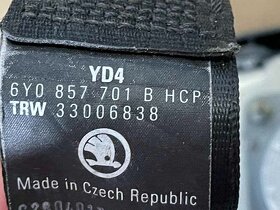 YD4
6Y0 857 701 B HCP
TRW 33006838
Made in Czech Republic